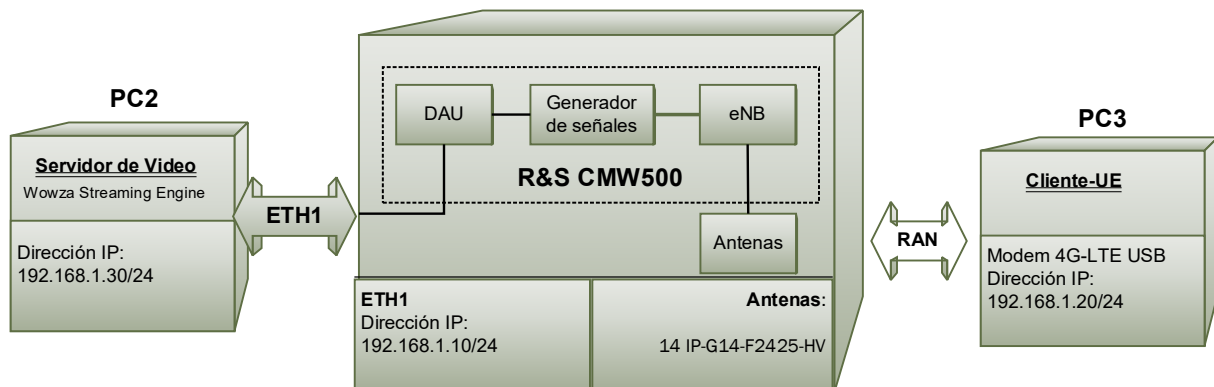 PC2
Servidor de Video
Wowza Streaming Engine
Dirección IP:
192.168.1.30/24
ETH1
DAU
Generador
de señales
eNB
R&S CMW500
Antenas
ETH1
Dirección IP:
192.168.1.10/24
Antenas:
14 IP-G14-F2425-HV
RAN
PC3
Cliente-UE
Modem 4G-LTE USB
Dirección IP:
192.168.1.20/24